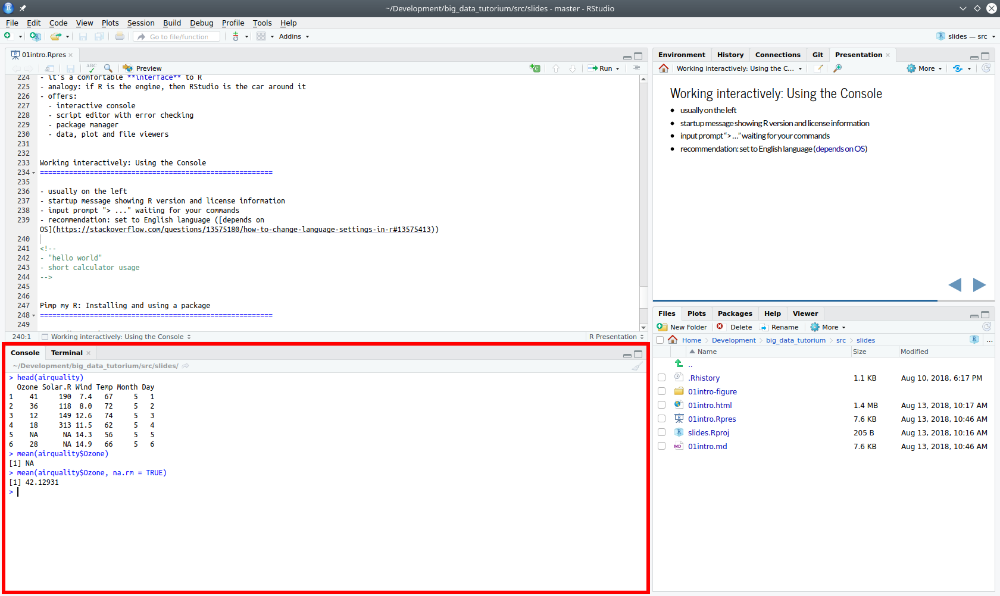 ~/Development/big_data_tutorium/src/slides - master - RStudio
File Edit Code View Plots Session Build Debug Profile Tools Help
Go to file/function Addins slides — src
01intro.Rpres
Preview Run
224 - it's a comfortable **interface** to R
225 - analogy: if R is the engine, then RStudio is the car around it
226 - offers:
227 - interactive console
228 - script editor with error checking
229 - package manager
230 - data, plot and file viewers
231
232
233 Working interactively: Using the Console
234 ========================================================
235
236 - usually on the left
237 - startup message showing R version and license information
238 - input prompt "> ..." waiting for your commands
239 - recommendation: set to English language ([depends on
OS](https://stackoverflow.com/questions/13575180/how-to-change-language-settings-in-r#13575413))
240
241 <!--
242 - "hello world"
243 - short calculator usage
244 -->
245
246
247 Pimp my R: Installing and using a package
248 ========================================================
249
240:1 Working interactively: Using the Console R Presentation
Console Terminal
~/Development/big_data_tutorium/src/slides/
> head(airquality)
Ozone Solar.R Wind Temp Month Day
1 41 190 7.4 67 5 1
2 36 118 8.0 72 5 2
3 12 149 12.6 74 5 3
4 18 313 11.5 62 5 4
5 NA NA 14.3 56 5 5
6 28 NA 14.9 66 5 6
> mean(airquality$Ozone)
[1] NA
> mean(airquality$Ozone, na.rm = TRUE)
[1] 42.12931
>
Environment History Connections Git Presentation
Working interactively: Using the C... More
Working interactively: Using the Console
• usually on the left
• startup message showing R version and license information
• input prompt “> …” waiting for your commands
• recommendation: set to English language (depends on OS)
Files Plots Packages Help Viewer
New Folder Delete Rename More
Home Development big_data_tutorium src slides ...
Name Size Modified
..
.Rhistory 1.1 KB Aug 10, 2018, 6:17 PM
01intro-figure
01intro.html 1.4 MB Aug 13, 2018, 10:17 AM
01intro.Rpres 7.6 KB Aug 13, 2018, 10:46 AM
slides.Rproj 205 B Aug 13, 2018, 10:16 AM
01intro.md 7.6 KB Aug 13, 2018, 10:46 AM